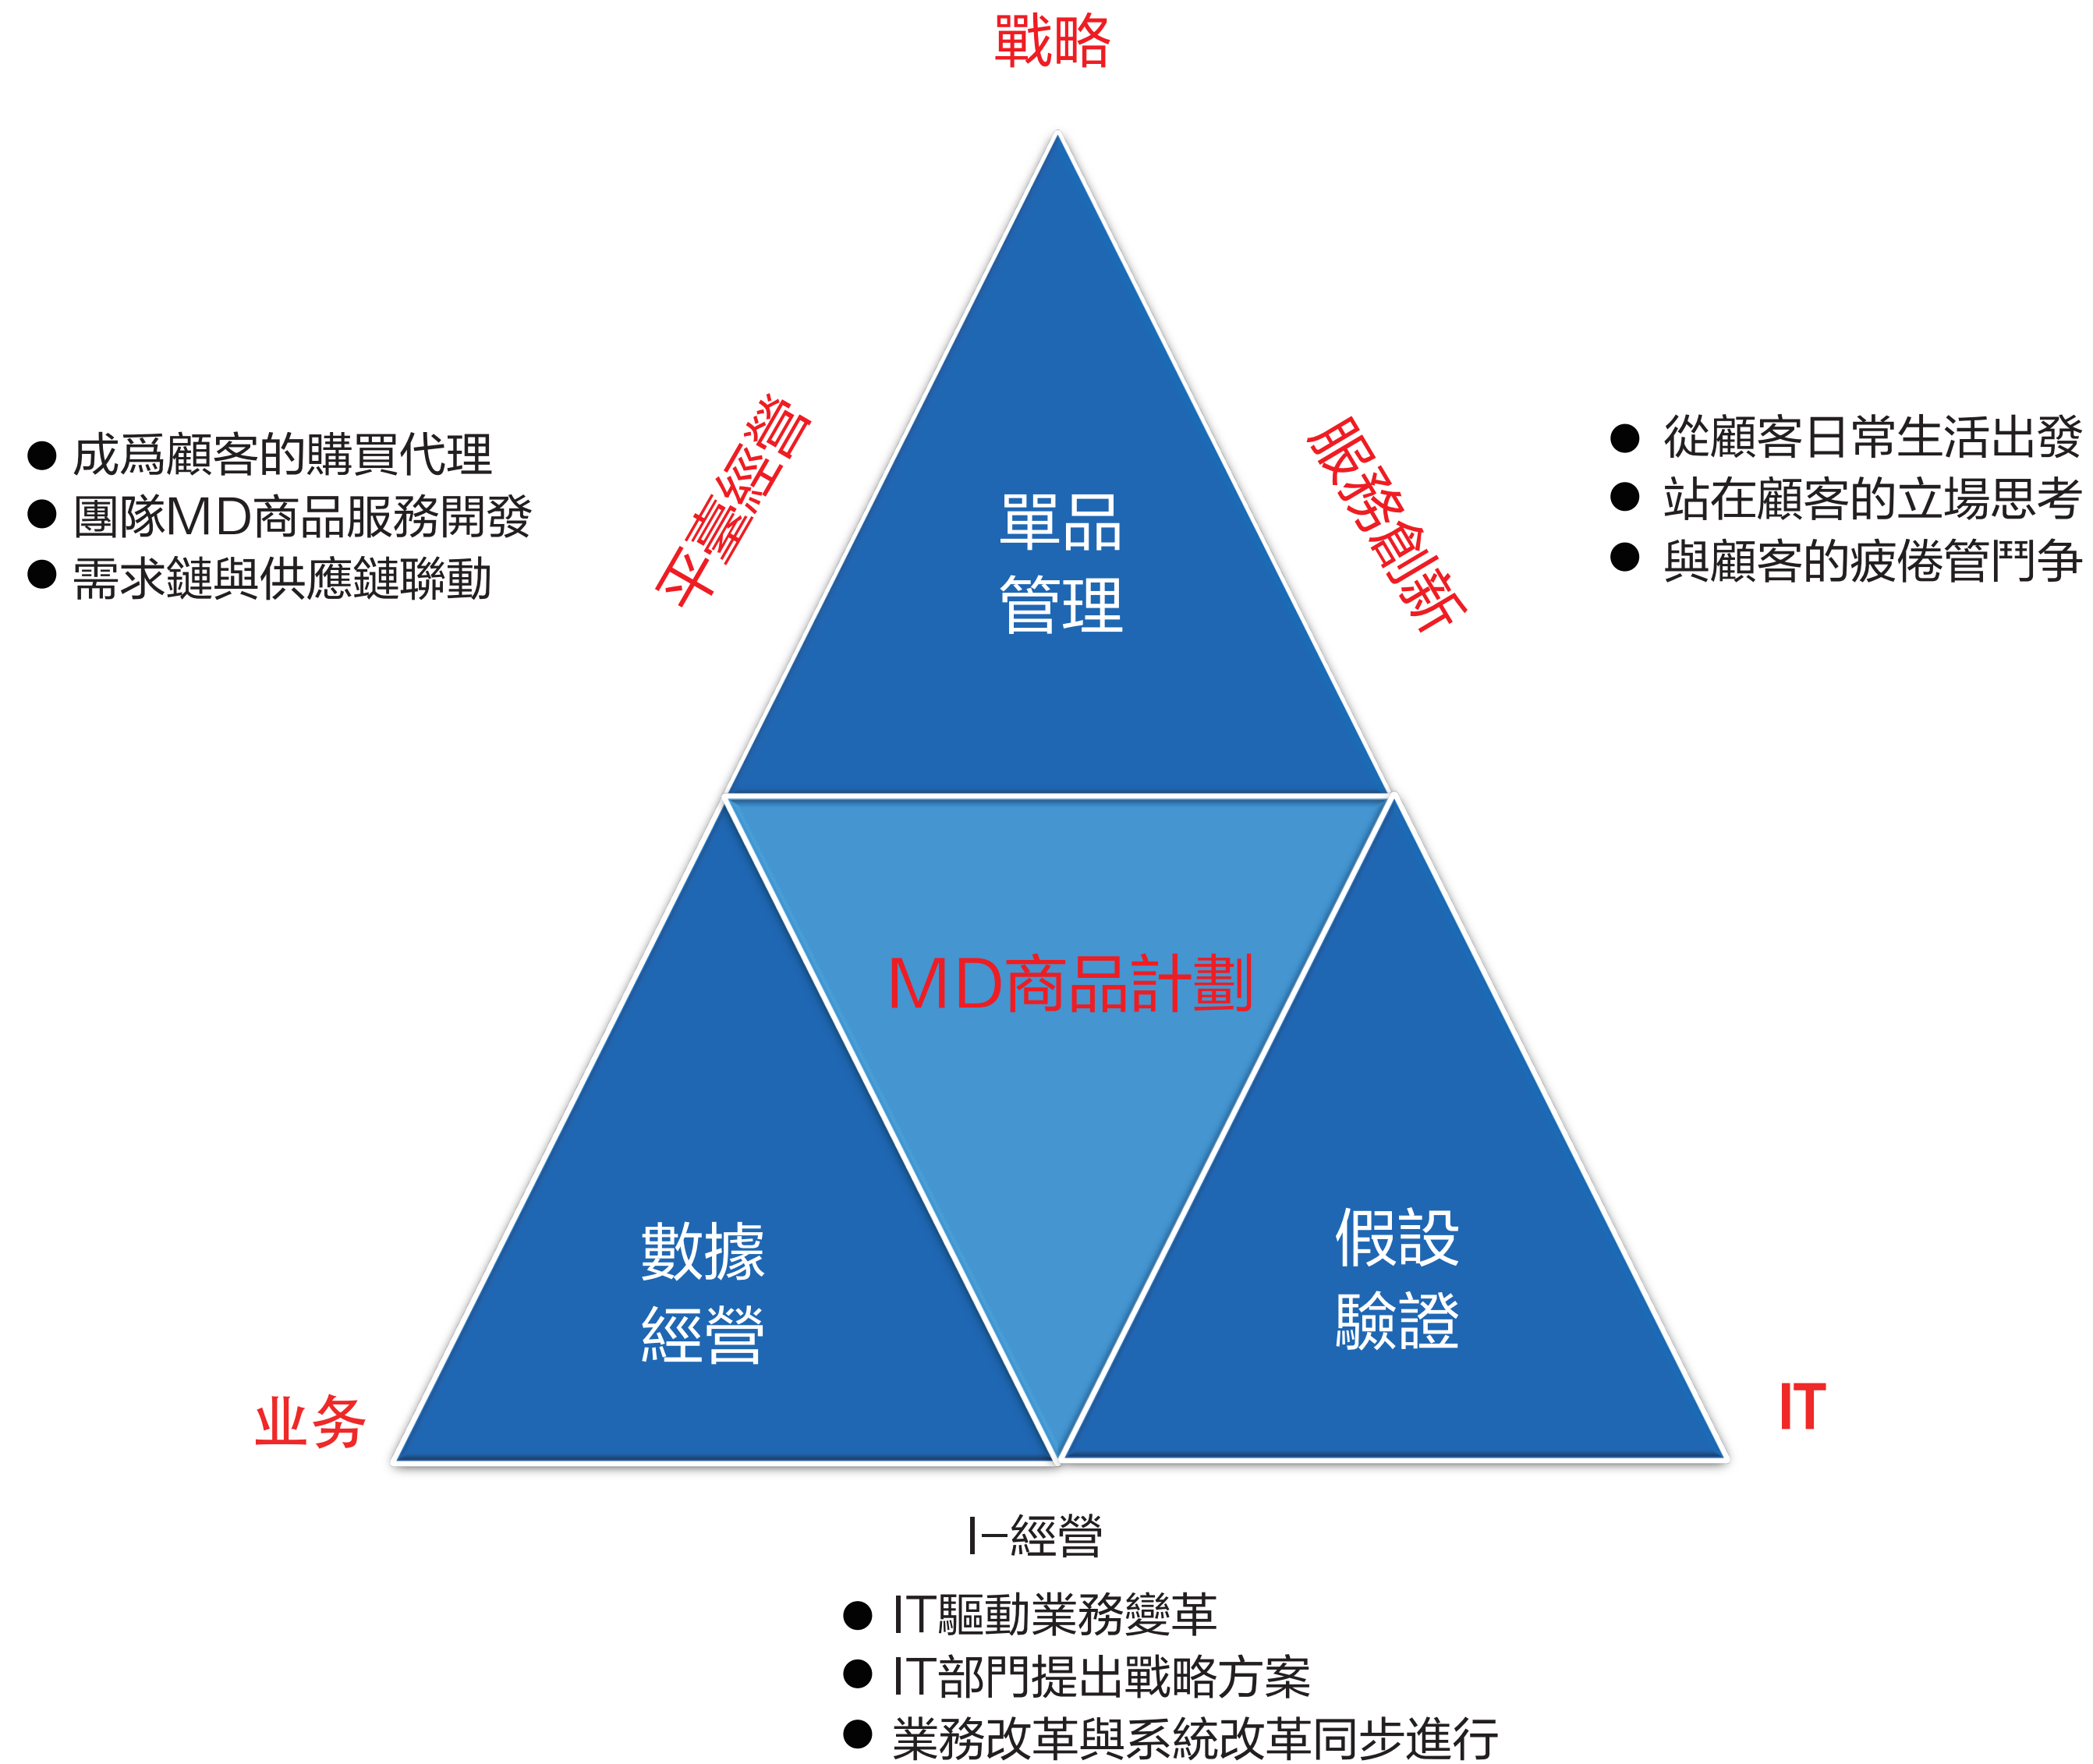 戰略
平臺經營
服務創新
● 成爲顧客的購買代理
● 團隊MD商品服務開發
● 需求鏈與供應鏈聯動
● 從顧客日常生活出發
● 站在顧客的立場思考
● 與顧客的疲倦管鬥争
單品
管理
MD商品計劃
數據
經營
假設
驗證
业务
IT
I-經營
● IT驅動業務變革
● IT部門提出戰略方案
● 業務改革與系統改革同步進行